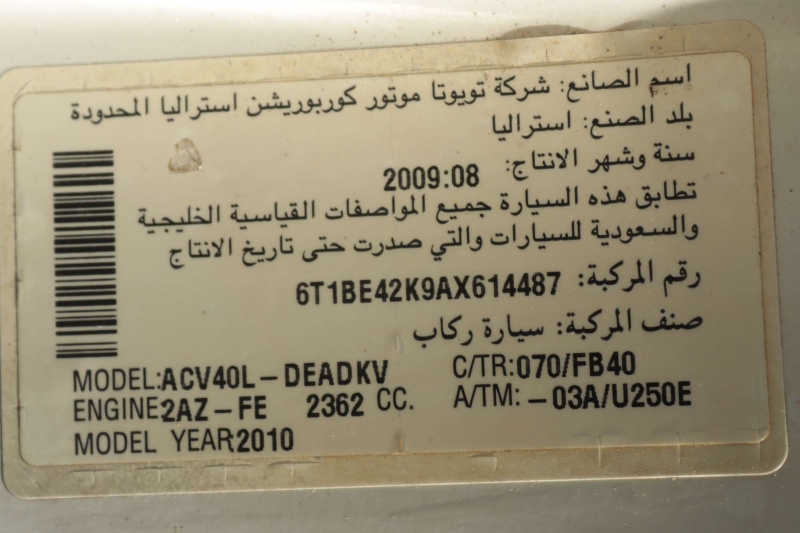 اسم الصانع: شركة تويوتا موتور كوربوريشن استراليا المحدودة
بلد الصنع: استراليا
سنة وشهر الانتاج: 2009:08
تطابق هذه السيارة جميع المواصفات القياسية الخليجية
والسعودية للسيارات والتي صدرت حتى تاريخ الانتاج
رقم المركبة: 6T1BE42K9AX614487
صنف المركبة: سيارة ركاب
MODEL:ACV40L-DEADKV C/TR:070/FB40
ENGINE:2AZ-FE 2362 CC. A/TM:-03A/U250E
MODEL YEAR2010